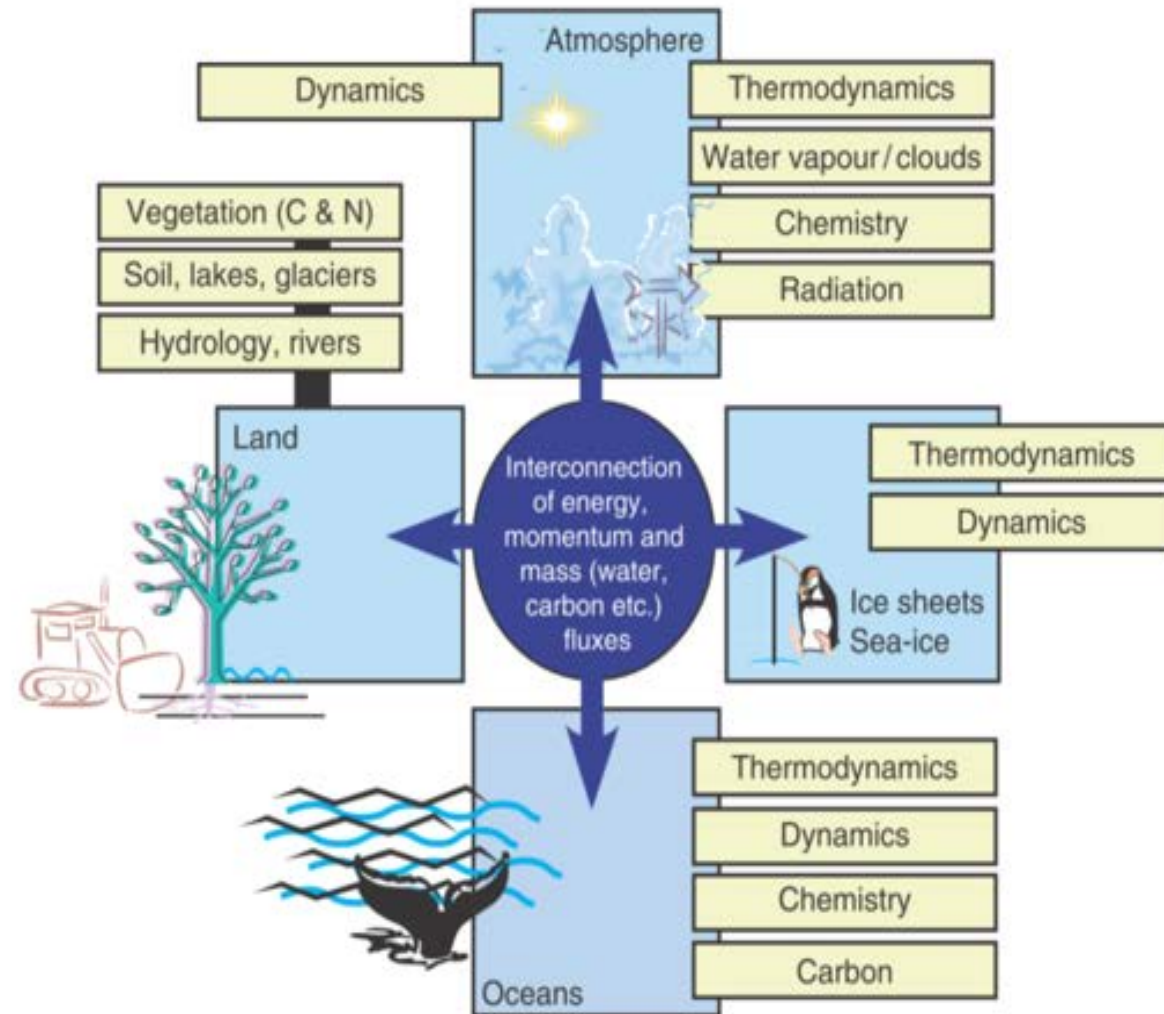 Atmosphere
Dynamics
Thermodynamics
Water vapour/clouds
Chemistry
Radiation
Vegetation (C & N)
Soil, lakes, glaciers
Hydrology, rivers
Land
Interconnection
of energy,
momentum and
mass (water,
carbon etc.)
fluxes
Thermodynamics
Dynamics
Ice sheets
Sea-ice
Thermodynamics
Dynamics
Chemistry
Carbon
Oceans